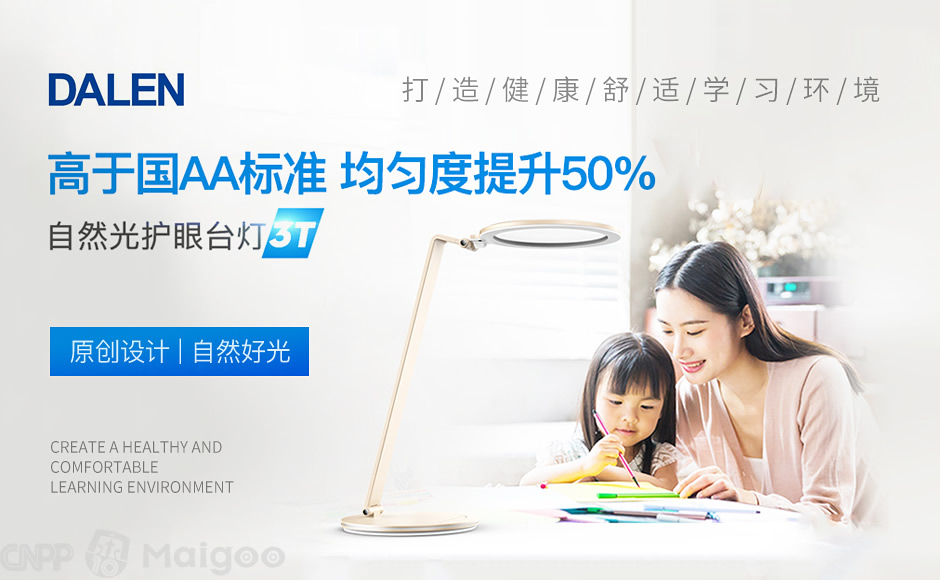 DALEN
打/造/健/康/舒/适/学/习/环/境
高于国AA标准 均匀度提升50%
自然光护眼台灯3T
原创设计|自然好光
CREATE A HEALTHY AND
COMFORTABLE
LEARNING ENVIRONMENT
CNPP Maigoo